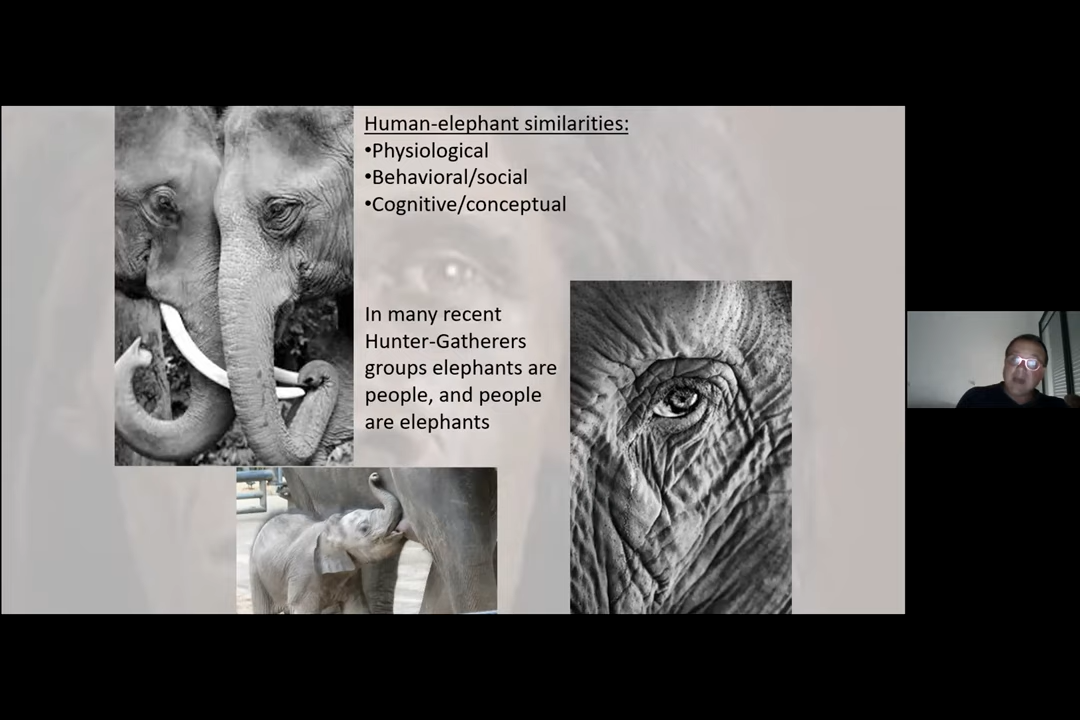 Human-elephant similarities:
•Physiological
•Behavioral/social
•Cognitive/conceptual
In many recent
Hunter-Gatherers
groups elephants are
people, and people
are elephants